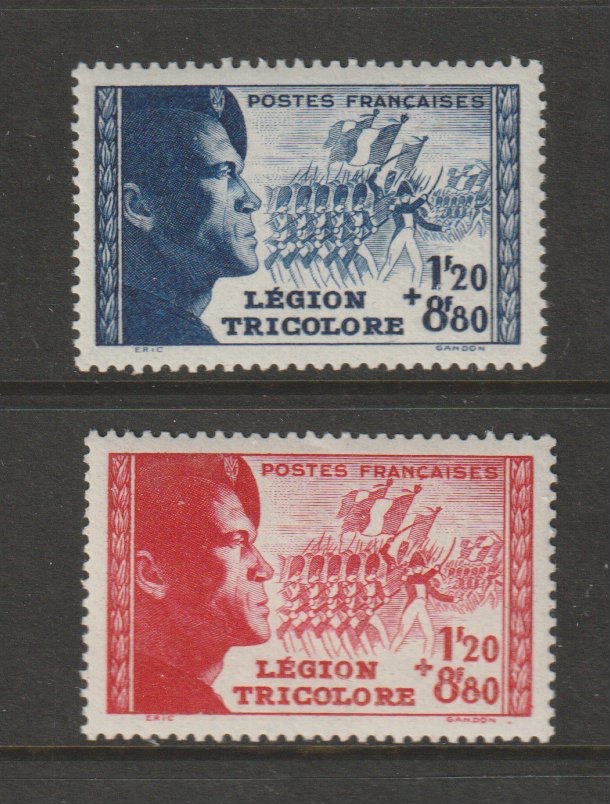 POSTES FRANÇAISES
1F20
LÉGION
+ 8F80
TRICOLORE
ERIC
GANDON
POSTES FRANÇAISES
1F20
LÉGION
+ 8F80
TRICOLORE
ERIC
GANDON